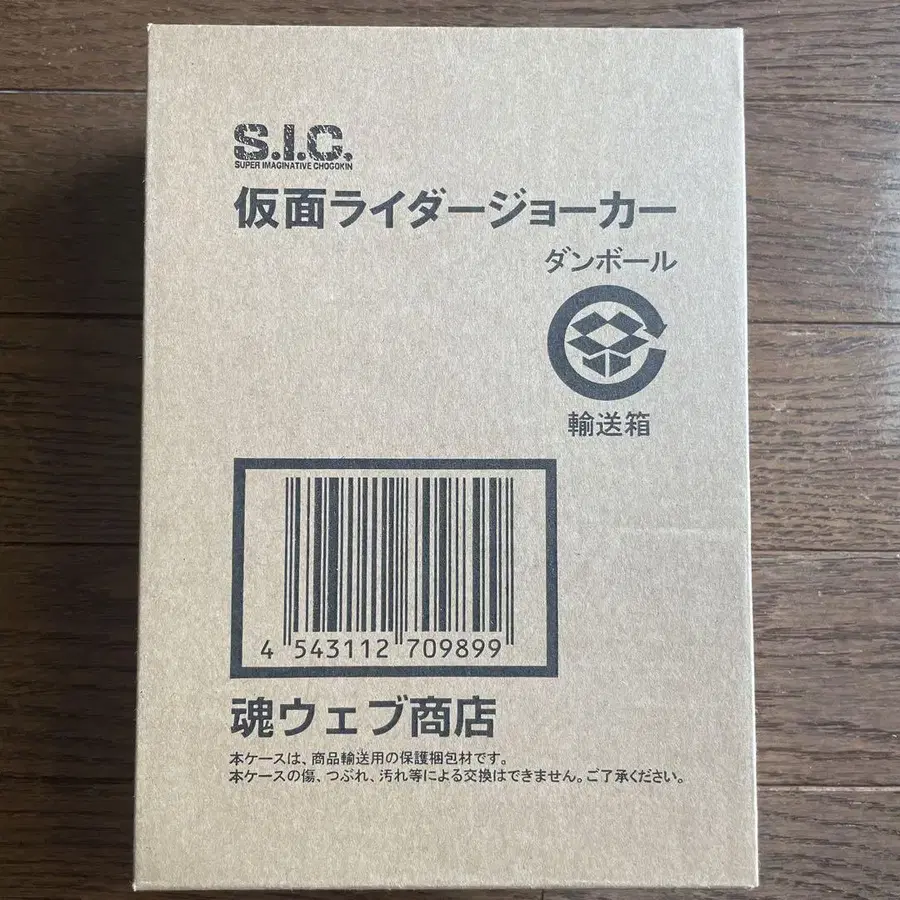 S.I.C.
SUPER IMAGINATIVE CHOGOKIN
仮面ライダージョーカー
ダンボール
輸送箱
4 543112 709899
魂ウェブ商店
本ケースは、商品輸送用の保護梱包材です。
本ケースの傷、つぶれ、汚れ等による交換はできません。ご了承ください。